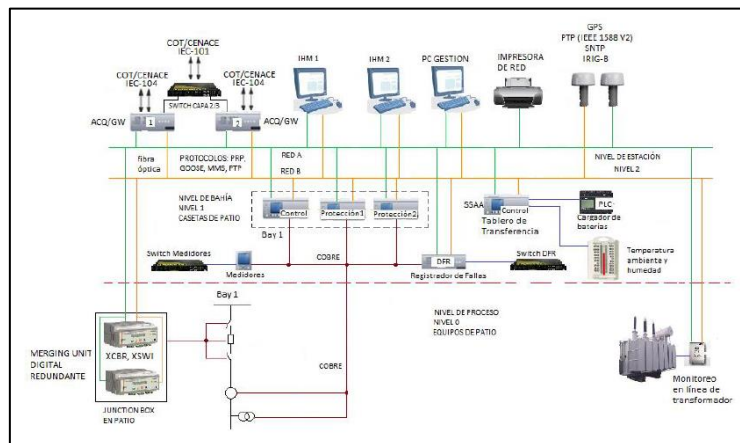 COT/CENACE
IEC-101
COT/CENACE
IEC-104
COT/CENACE
IEC-104
SWITCH CAPA 2/3
ACQ/GW
1
2
ACQ/GW
IHM 1
IHM 2
PC GESTION
IMPRESORA
DE RED
GPS
PTP (IEEE 1588 V2)
SNTP
IRIG-B
fibra
óptica
PROTOCOLOS: PRP,
GOOSE, MMS, PTP
RED A
RED B
NIVEL DE ESTACIÓN
NIVEL 2
NIVEL DE BAHÍA
NIVEL 1
CASETAS DE PATIO
Control
Protección1
Protección2
Bay 1
SSAA
Control
Tablero de
Transferencia
PLC
Cargador de
baterías
Switch Medidores
Medidores
COBRE
DFR
Registrador de Fallas
Switch DFR
Temperatura
ambiente y
humedad
Bay 1
NIVEL DE PROCESO
NIVEL 0
EQUIPOS DE PATIO
MERGING UNIT
DIGITAL
REDUNDANTE
XCBR, XSWI
COBRE
JUNCTION BOX
EN PATIO
Monitoreo
en línea de
transformador